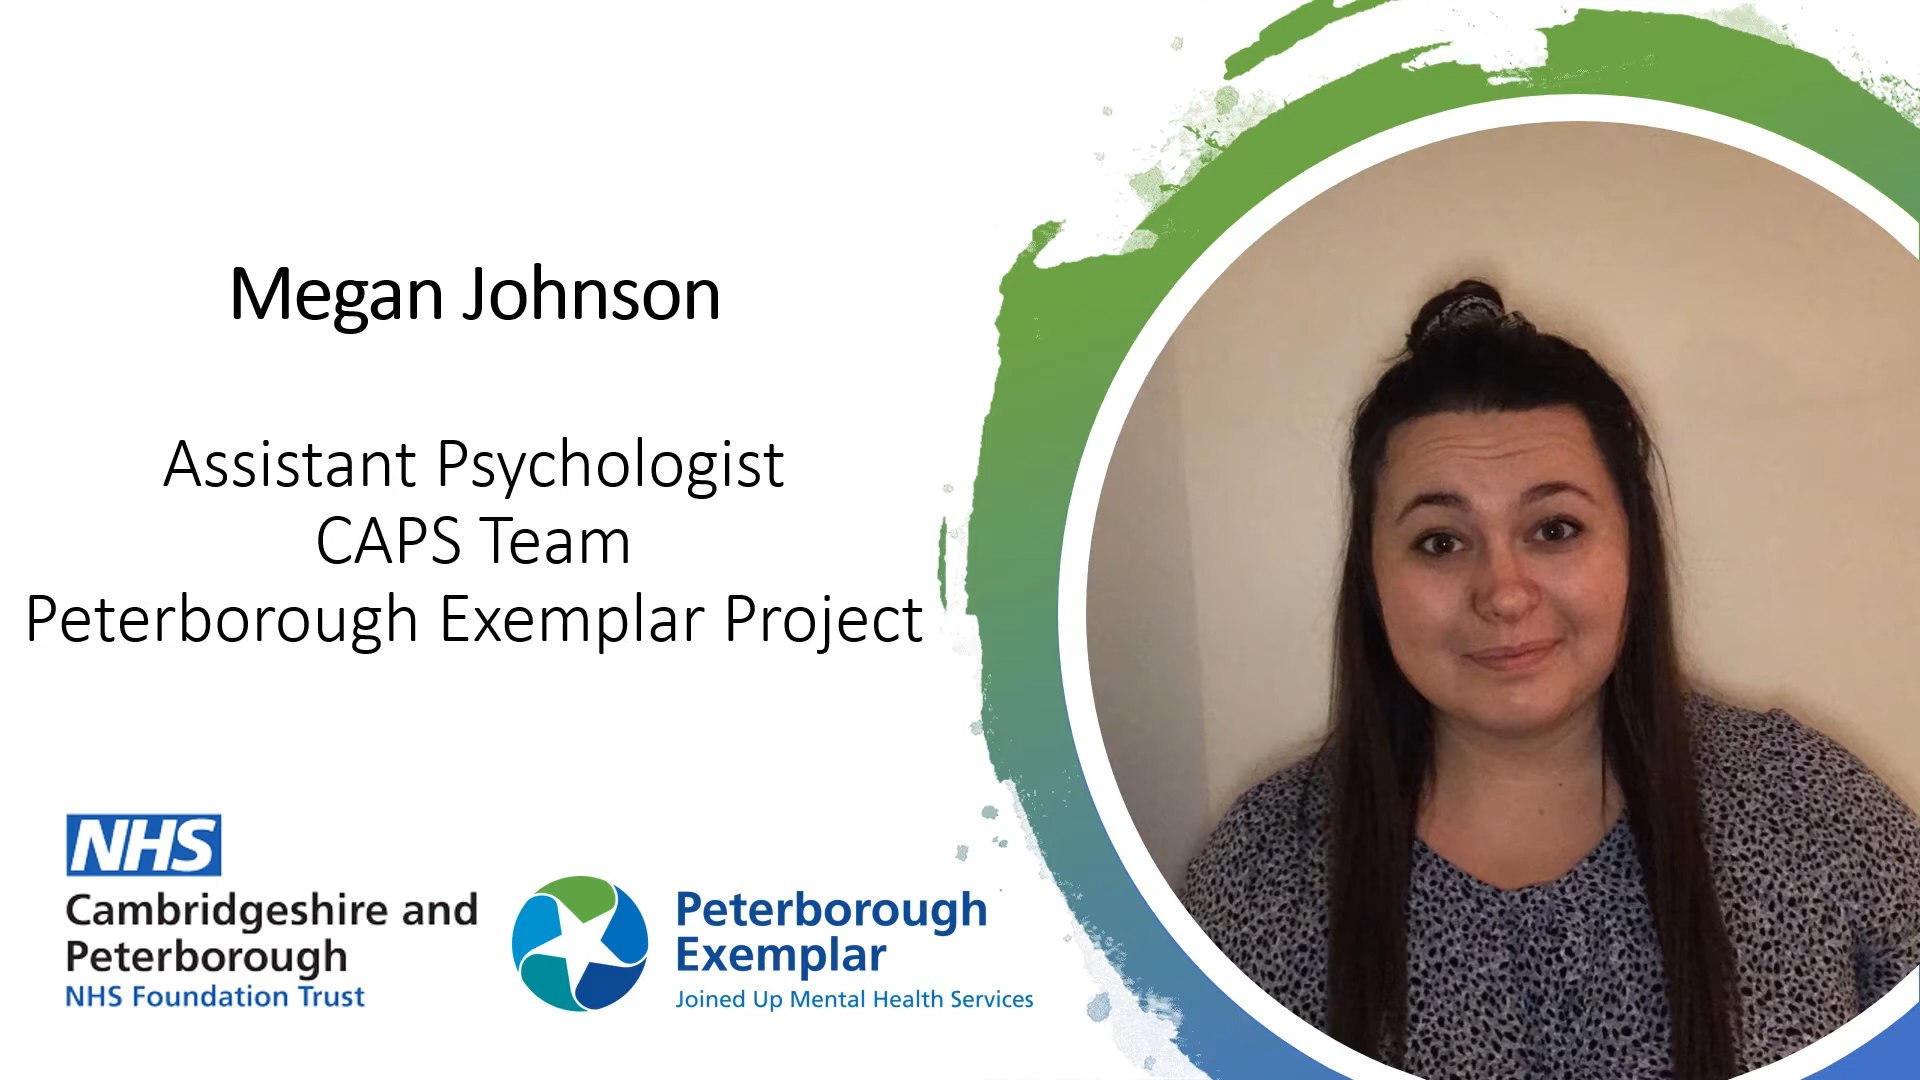 Megan Johnson
Assistant Psychologist
CAPS Team
Peterborough Exemplar Project
NHS
Cambridgeshire and
Peterborough
NHS Foundation Trust
Peterborough
Exemplar
Joined Up Mental Health Services